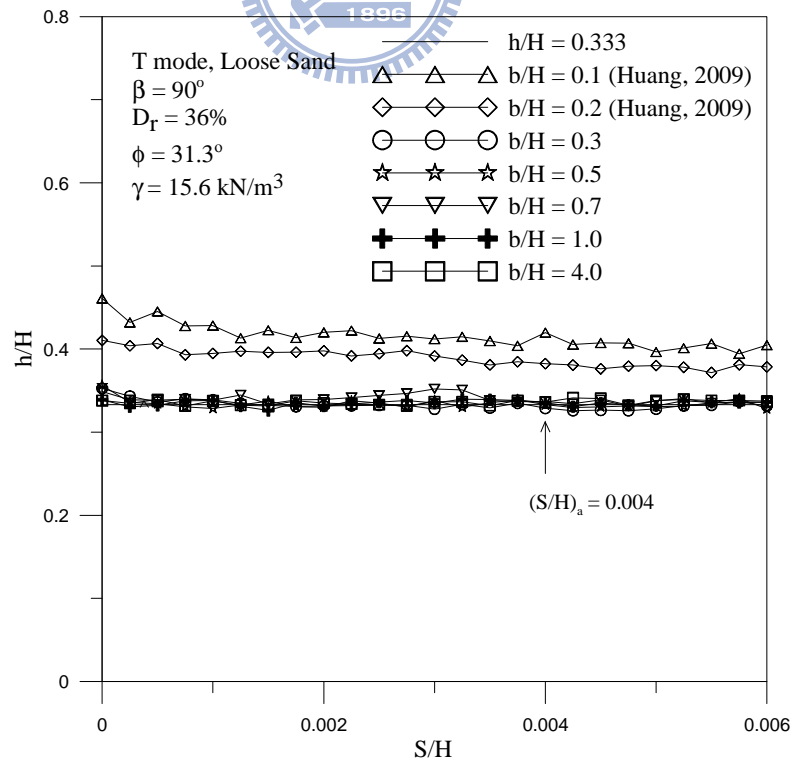 1896
0.8
T mode, Loose Sand
β = 90°
Dr = 36%
ϕ = 31.3°
γ = 15.6 kN/m³
h/H = 0.333
b/H = 0.1 (Huang, 2009)
b/H = 0.2 (Huang, 2009)
b/H = 0.3
b/H = 0.5
b/H = 0.7
b/H = 1.0
b/H = 4.0
0.6
0.4
h/H
0.2
(S/H)a = 0.004
0
0 0.002 0.004 0.006
S/H